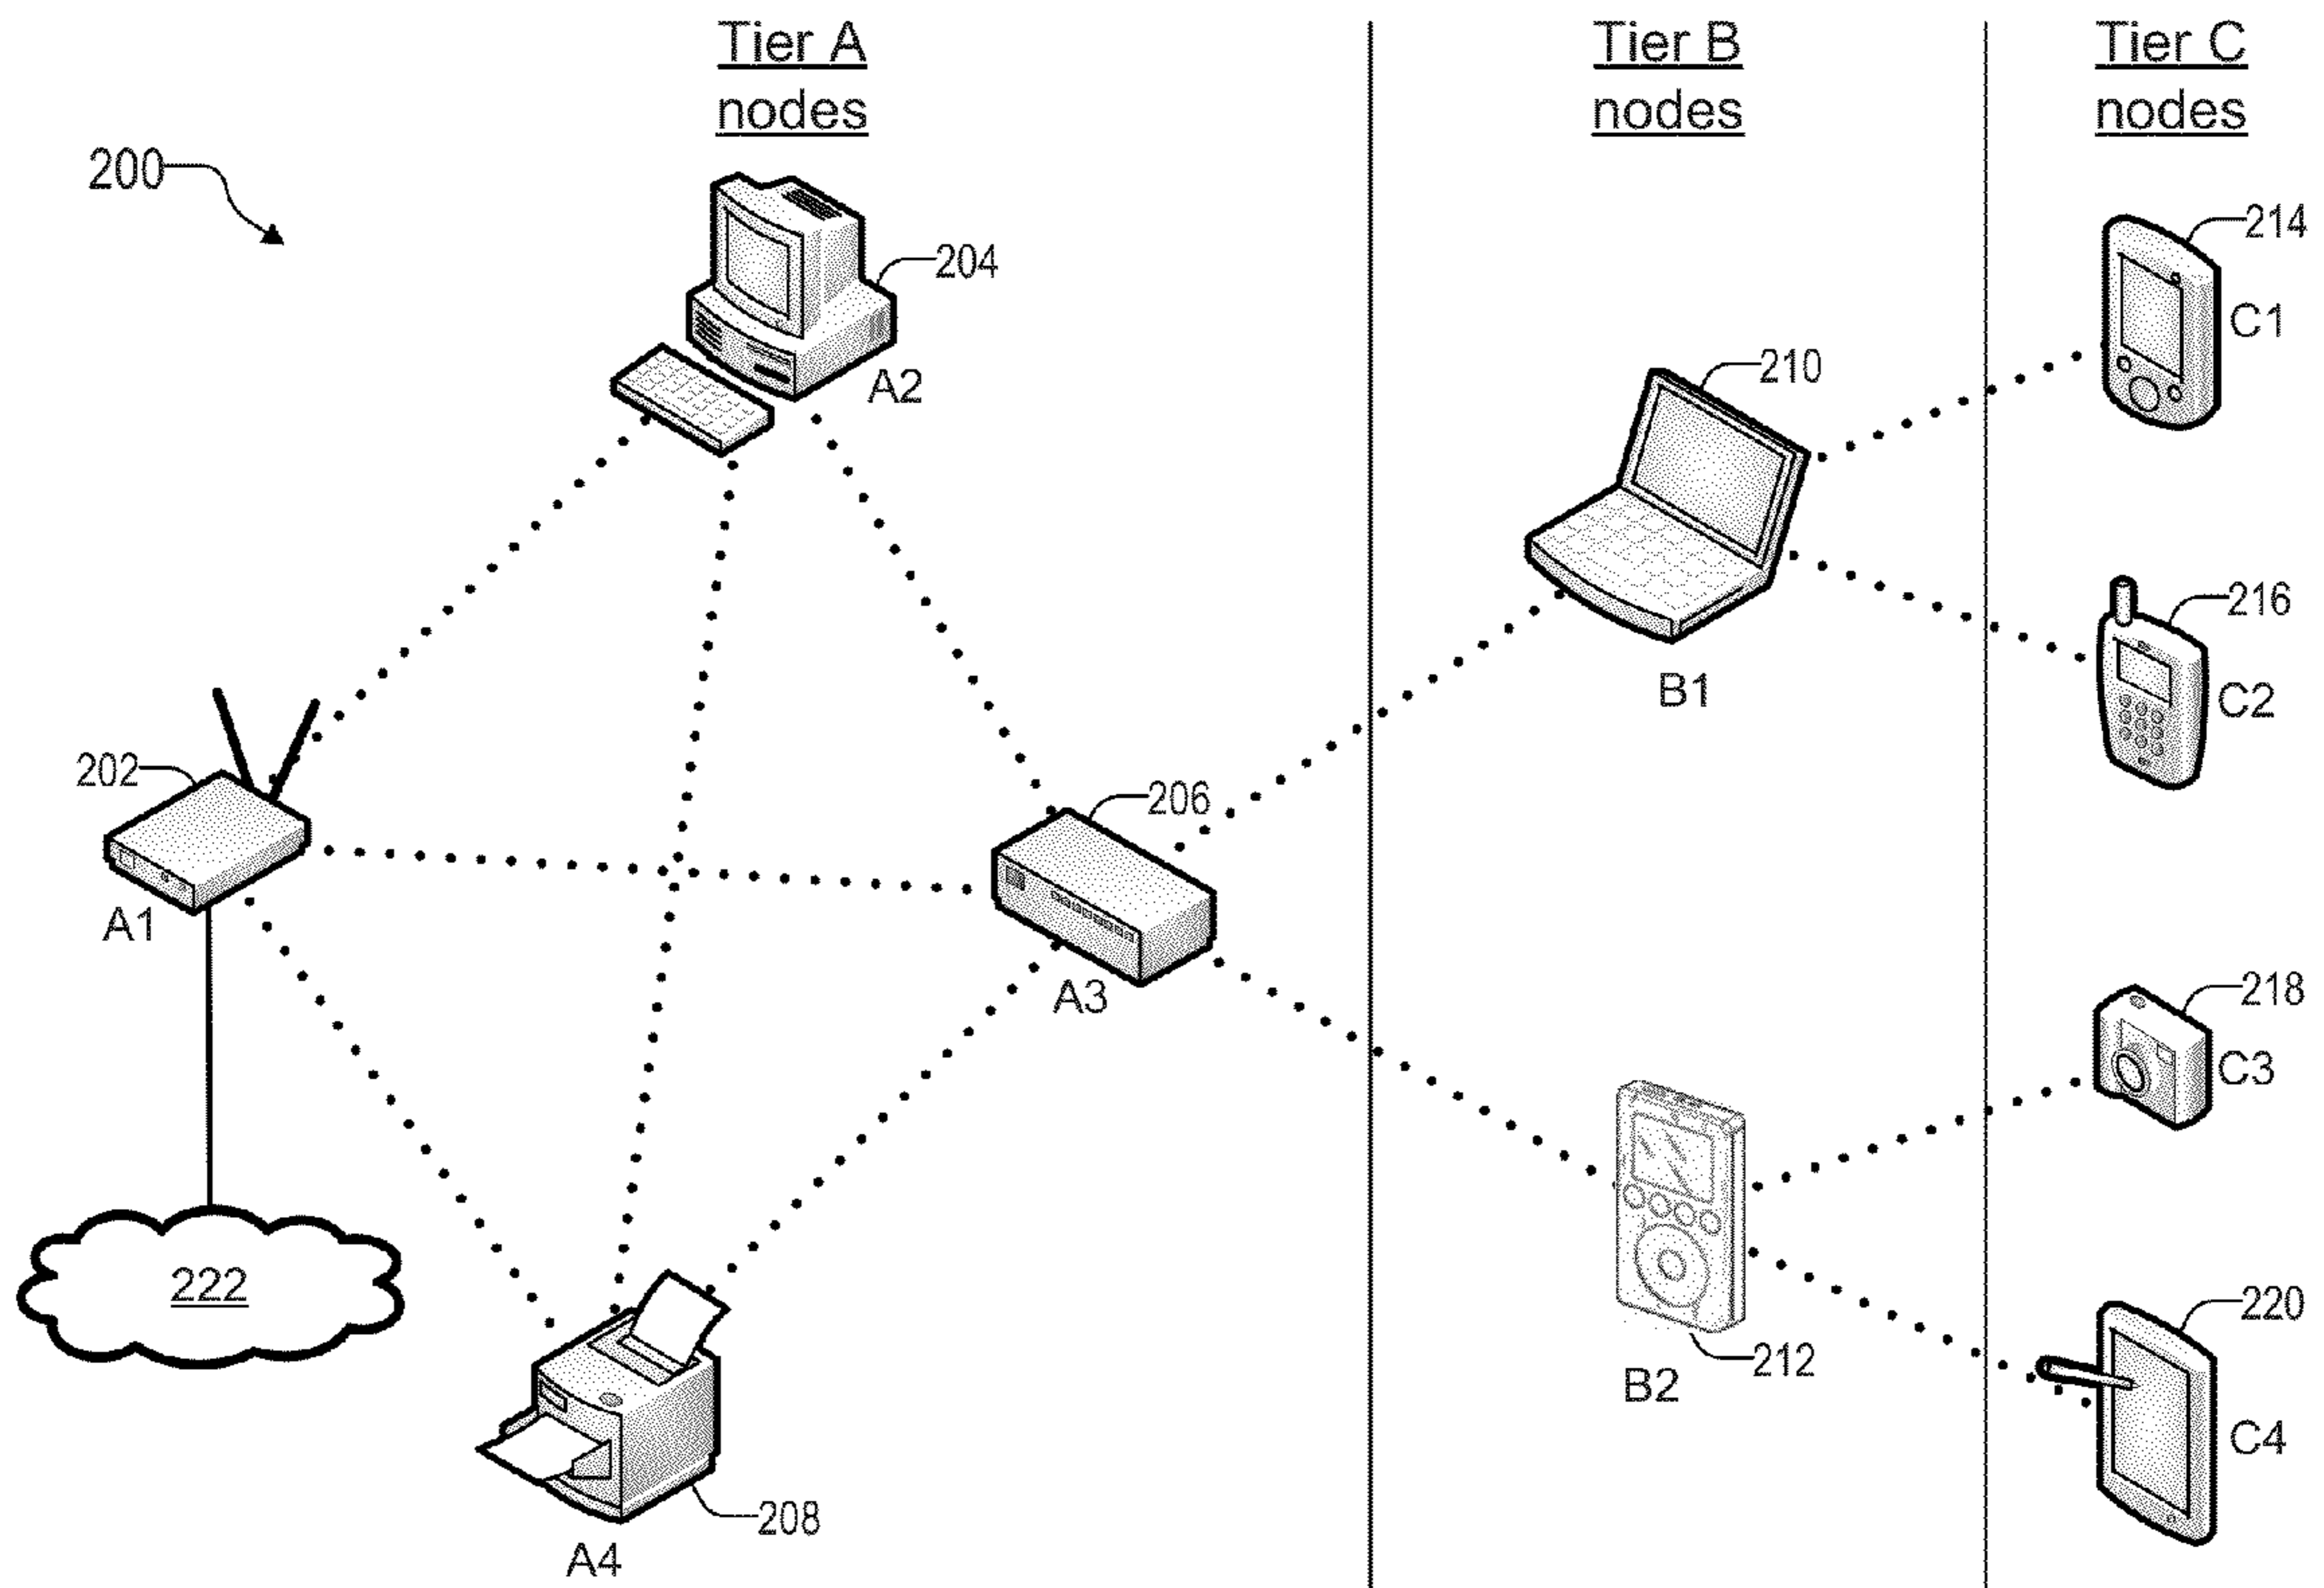 Tier A
nodes
Tier B
nodes
Tier C
nodes
200
204
A2
214
C1
210
B1
216
C2
202
A1
206
A3
218
C3
222
212
B2
220
C4
208
A4